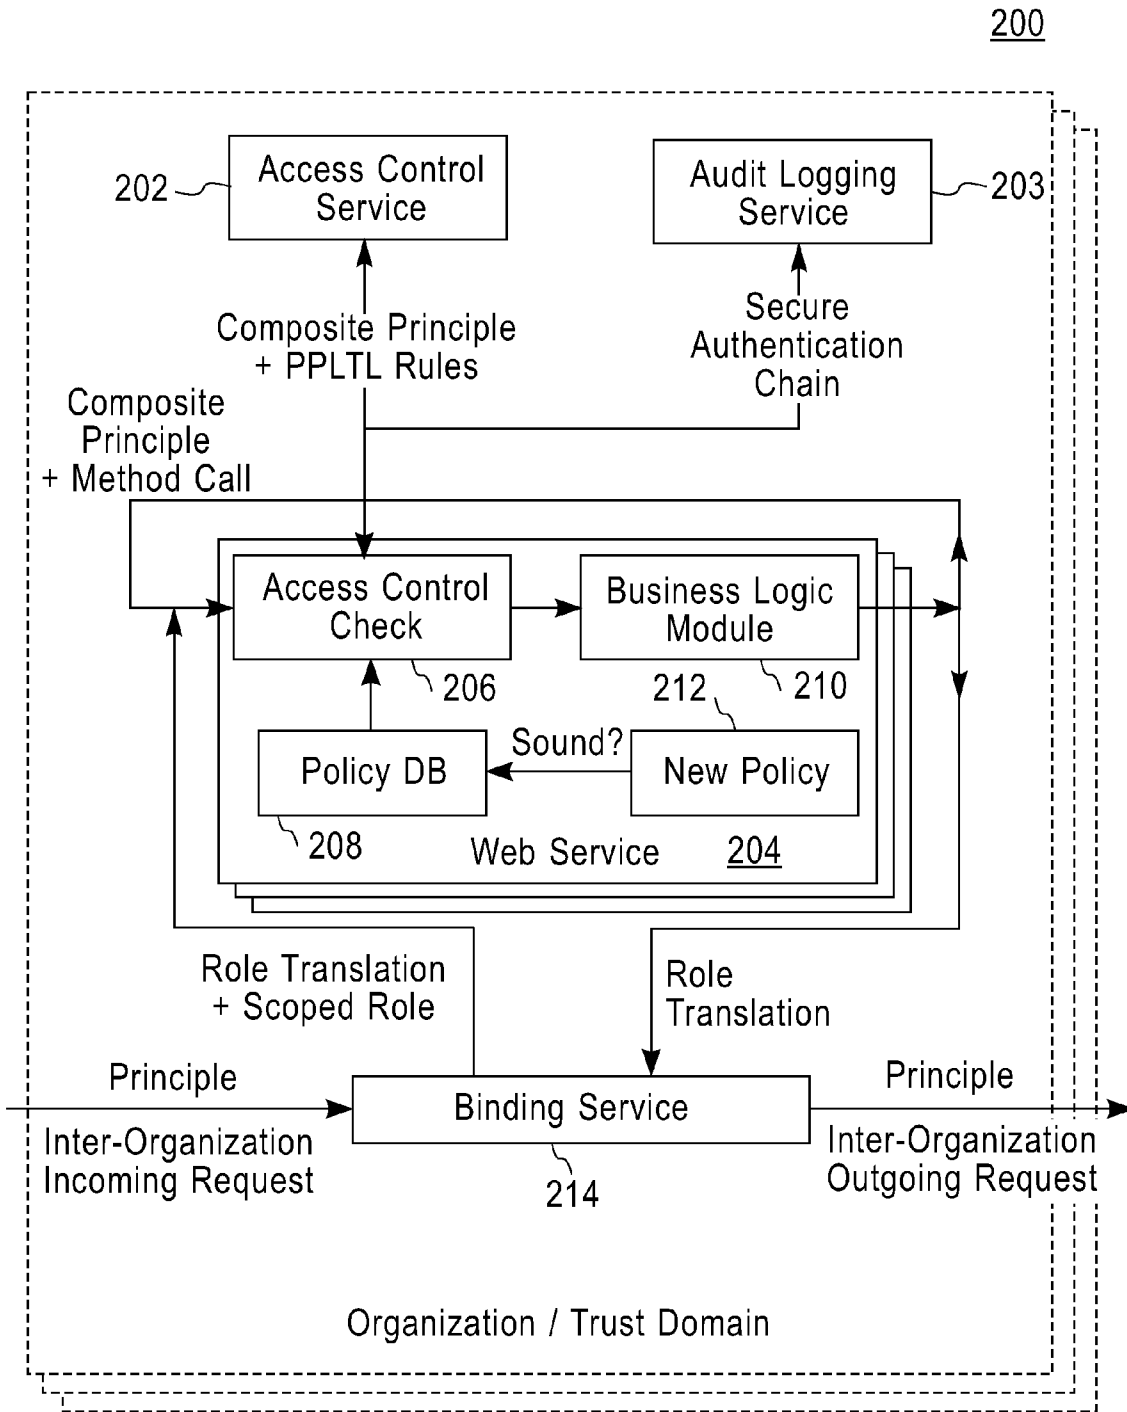 200
Access Control
Service
202
Audit Logging
Service
203
Composite Principle
+ PPLTL Rules
Secure
Authentication
Chain
Composite
Principle
+ Method Call
Access Control
Check
206
Business Logic
Module
210
212
Policy DB
208
Sound?
New Policy
Web Service
204
Role Translation
+ Scoped Role
Role
Translation
Principle
Inter-Organization
Incoming Request
Binding Service
214
Principle
Inter-Organization
Outgoing Request
Organization / Trust Domain